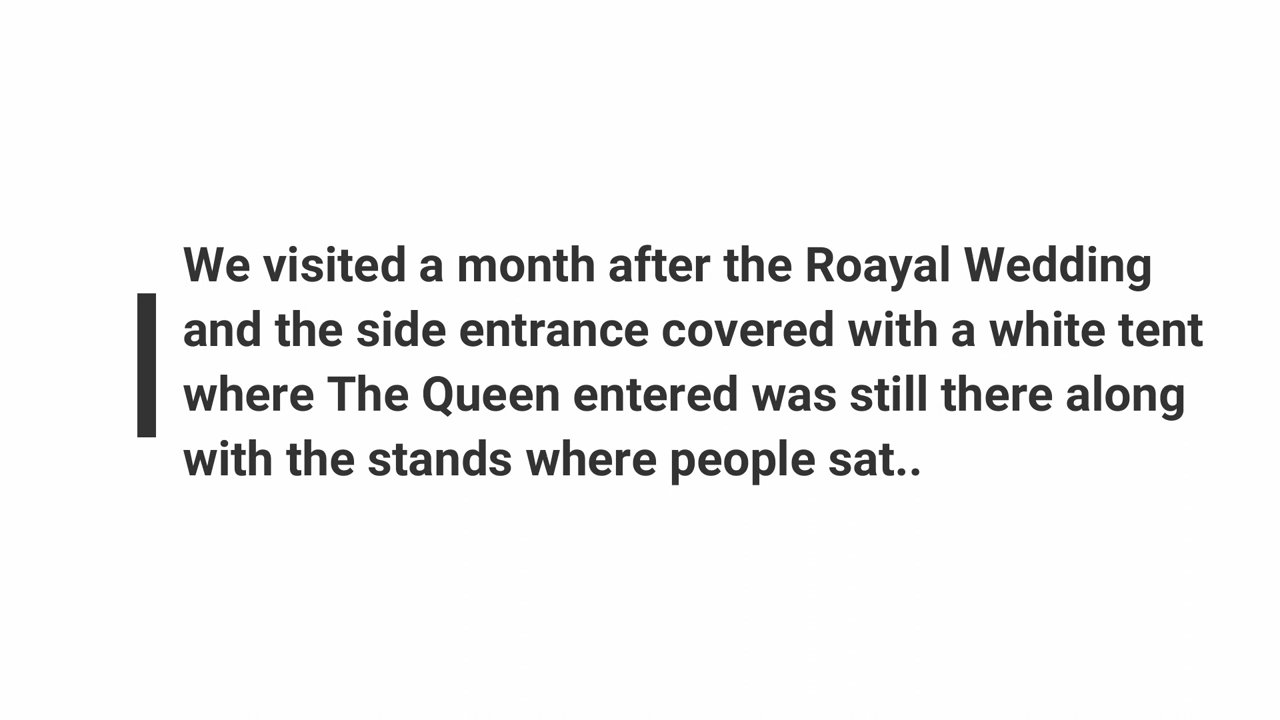 We visited a month after the Roayal Wedding
and the side entrance covered with a white tent
where The Queen entered was still there along
with the stands where people sat..